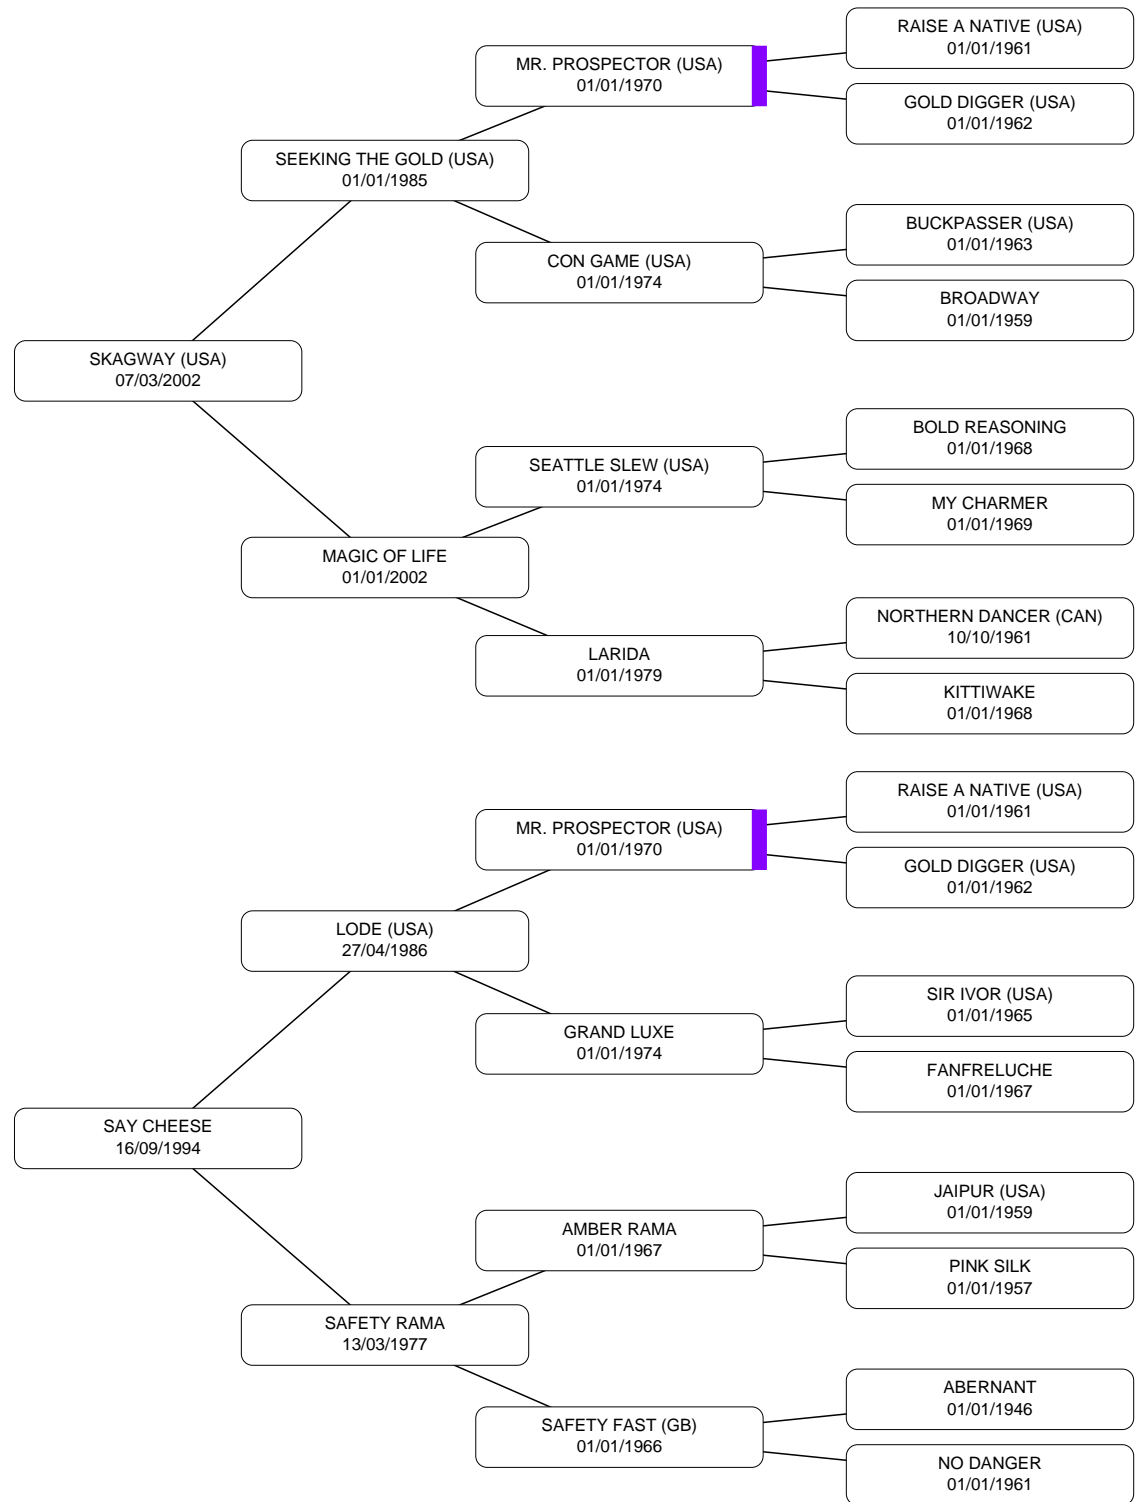 RAISE A NATIVE (USA)
01/01/1961
MR. PROSPECTOR (USA)
01/01/1970
GOLD DIGGER (USA)
01/01/1962
SEEKING THE GOLD (USA)
01/01/1985
BUCKPASSER (USA)
01/01/1963
CON GAME (USA)
01/01/1974
BROADWAY
01/01/1959
SKAGWAY (USA)
07/03/2002
BOLD REASONING
01/01/1968
SEATTLE SLEW (USA)
01/01/1974
MY CHARMER
01/01/1969
MAGIC OF LIFE
01/01/2002
NORTHERN DANCER (CAN)
10/10/1961
LARIDA
01/01/1979
KITTIWAKE
01/01/1968
RAISE A NATIVE (USA)
01/01/1961
MR. PROSPECTOR (USA)
01/01/1970
GOLD DIGGER (USA)
01/01/1962
LODE (USA)
27/04/1986
SIR IVOR (USA)
01/01/1965
GRAND LUXE
01/01/1974
FANFRELUCHE
01/01/1967
SAY CHEESE
16/09/1994
JAIPUR (USA)
01/01/1959
AMBER RAMA
01/01/1967
PINK SILK
01/01/1957
SAFETY RAMA
13/03/1977
ABERNANT
01/01/1946
SAFETY FAST (GB)
01/01/1966
NO DANGER
01/01/1961